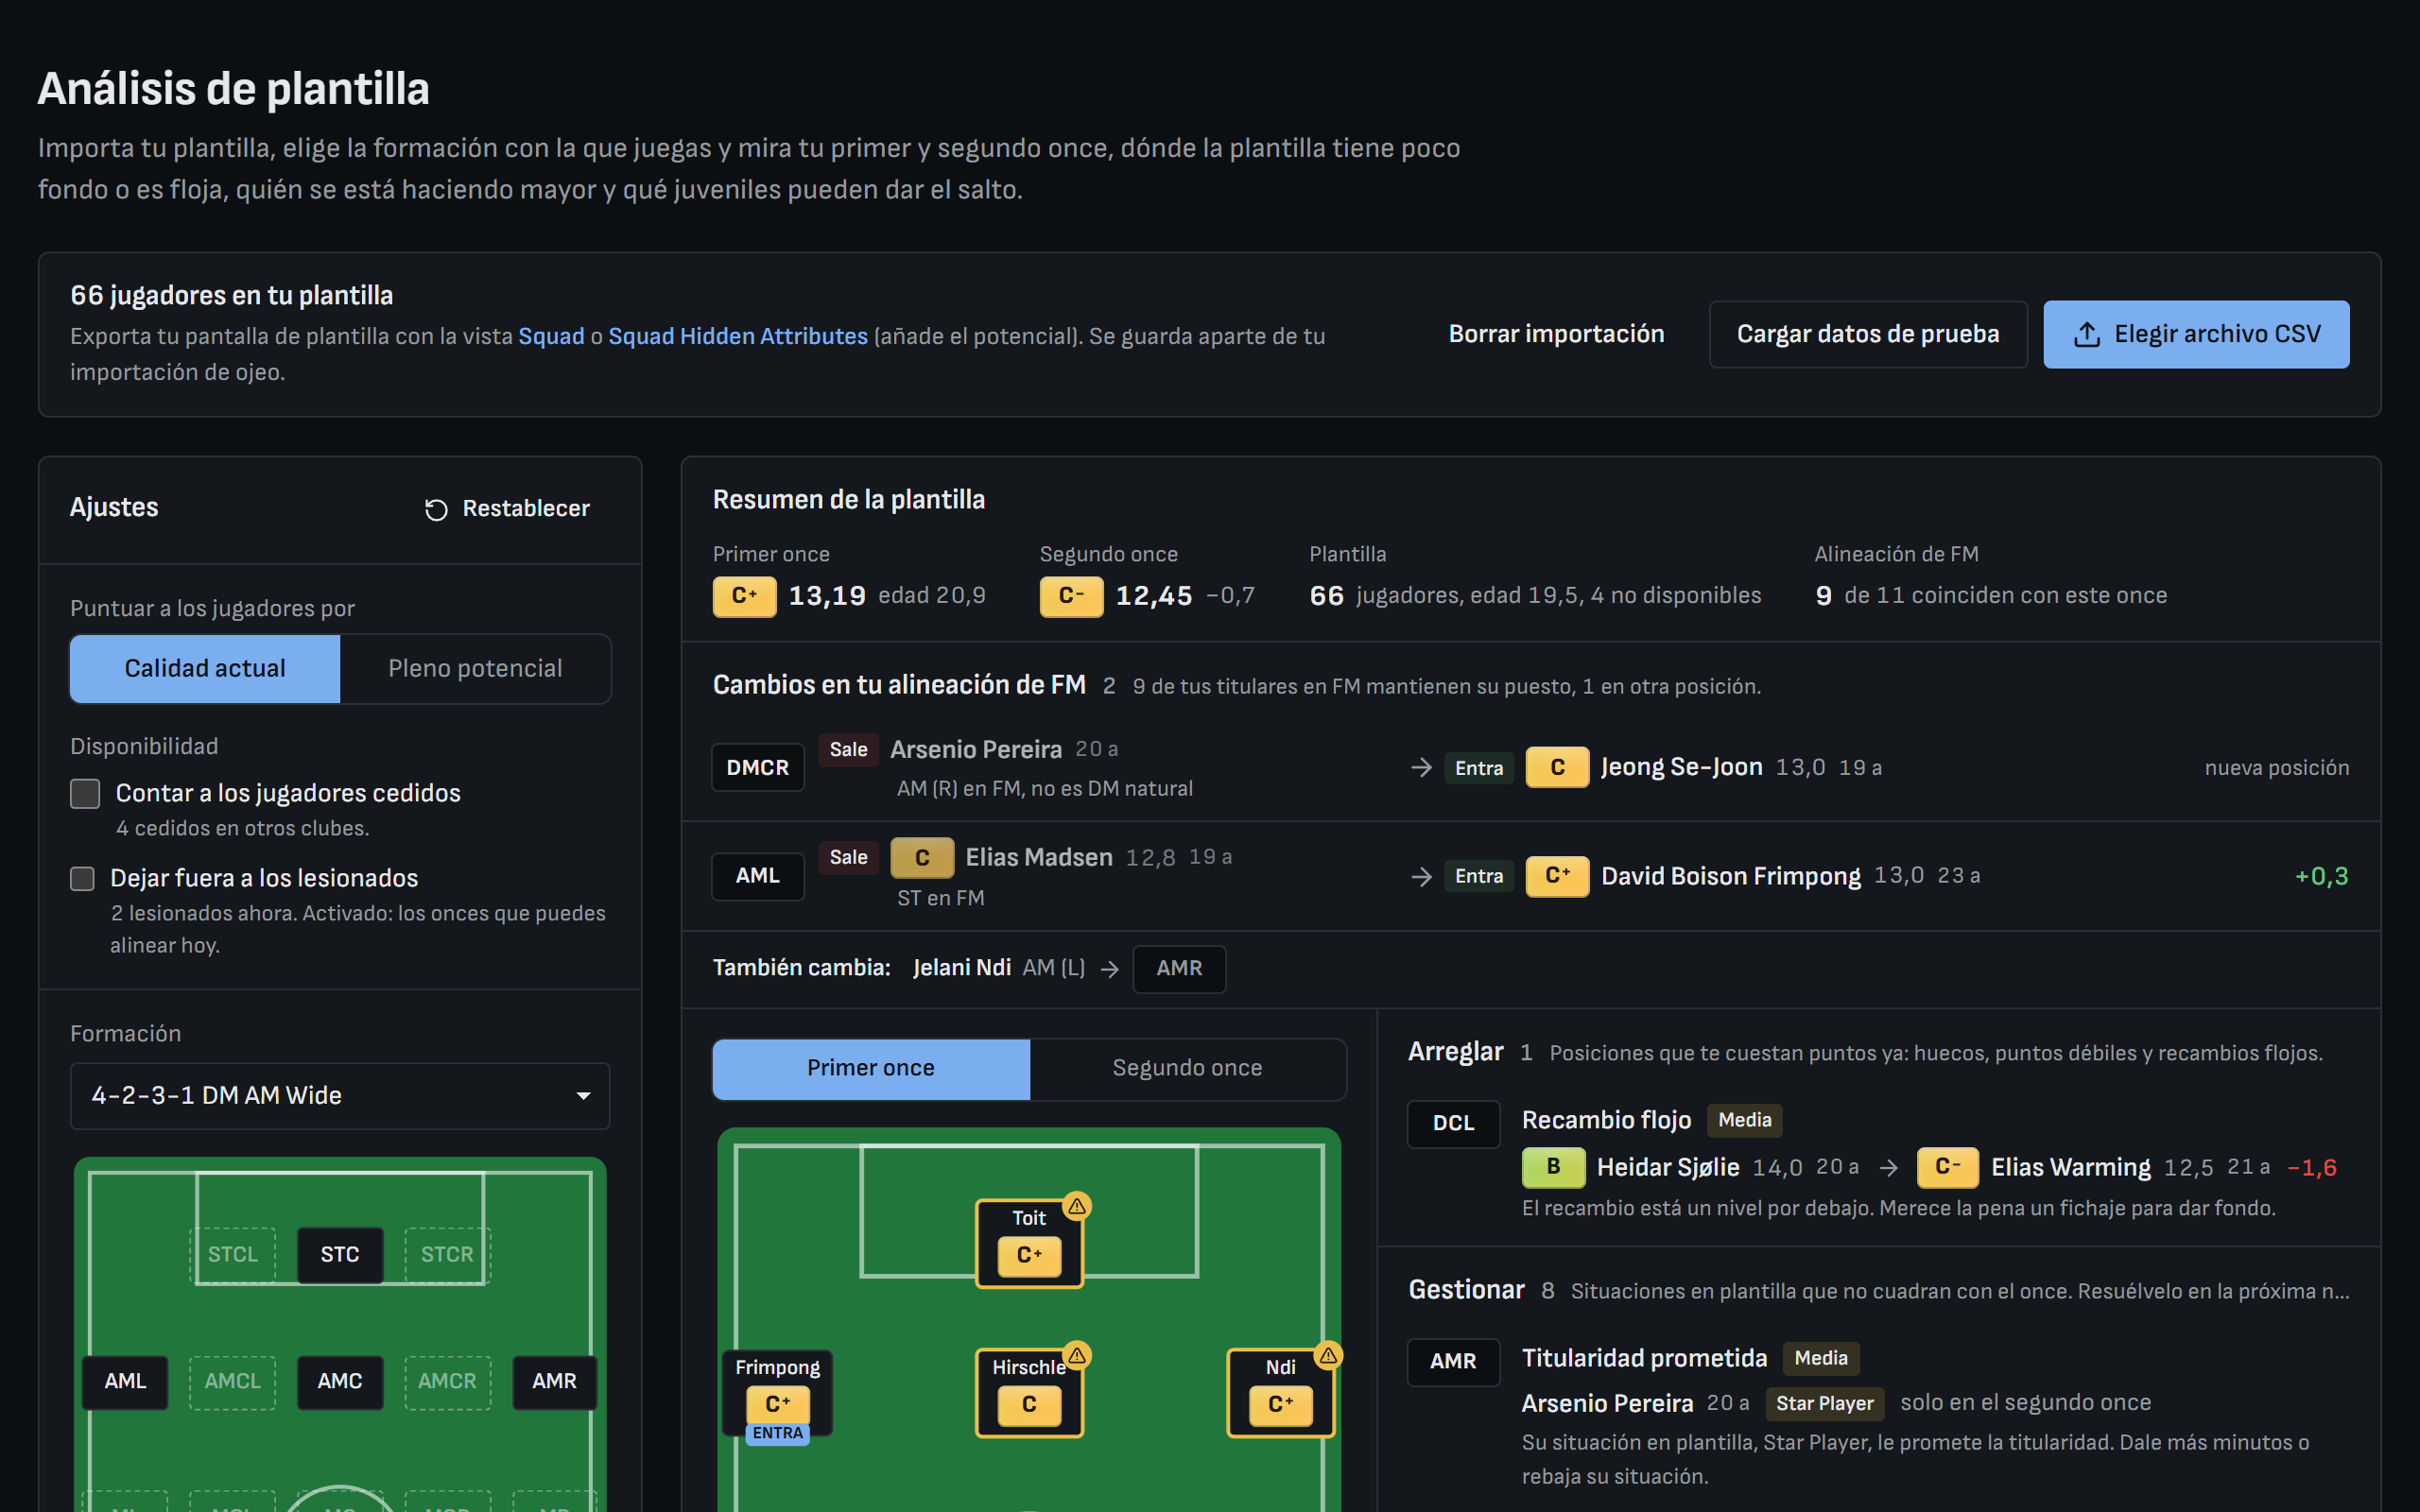 Análisis de plantilla
Importa tu plantilla, elige la formación con la que juegas y mira tu primer y segundo once, dónde la plantilla tiene poco
fondo o es floja, quién se está haciendo mayor y qué juveniles pueden dar el salto.
66 jugadores en tu plantilla
Exporta tu pantalla de plantilla con la vista Squad o Squad Hidden Attributes (añade el potencial). Se guarda aparte de tu
importación de ojeo.
Borrar importación
Cargar datos de prueba
Elegir archivo CSV
Ajustes
Restablecer
Puntuar a los jugadores por
Calidad actual
Pleno potencial
Disponibilidad
Contar a los jugadores cedidos
4 cedidos en otros clubes.
Dejar fuera a los lesionados
2 lesionados ahora. Activado: los onces que puedes
alinear hoy.
Formación
4-2-3-1 DM AM Wide
STCL STC STCR
AML AMCL AMC AMCR AMR
Resumen de la plantilla
Primer once
C+ 13,19 edad 20,9
Segundo once
C- 12,45 −0,7
Plantilla
66 jugadores, edad 19,5, 4 no disponibles
Alineación de FM
9 de 11 coinciden con este once
Cambios en tu alineación de FM 2 9 de tus titulares en FM mantienen su puesto, 1 en otra posición.
DMCR Sale Arsenio Pereira 20 a
AM (R) en FM, no es DM natural
→ Entra C Jeong Se-Joon 13,0 19 a nueva posición
AML Sale C Elias Madsen 12,8 19 a
ST en FM
→ Entra C+ David Boison Frimpong 13,0 23 a +0,3
También cambia: Jelani Ndi AM (L) → AMR
Primer once
Segundo once
Toit
C+
Frimpong
C+
ENTRA
Hirschle
C
Ndi
C+
Arreglar 1 Posiciones que te cuestan puntos ya: huecos, puntos débiles y recambios flojos.
DCL Recambio flojo Media
B Heidar Sjølie 14,0 20 a → C- Elias Warming 12,5 21 a −1,6
El recambio está un nivel por debajo. Merece la pena un fichaje para dar fondo.
Gestionar 8 Situaciones en plantilla que no cuadran con el once. Resuélvelo en la próxima n...
AMR Titularidad prometida Media
Arsenio Pereira 20 a Star Player solo en el segundo once
Su situación en plantilla, Star Player, le promete la titularidad. Dale más minutos o
rebaja su situación.